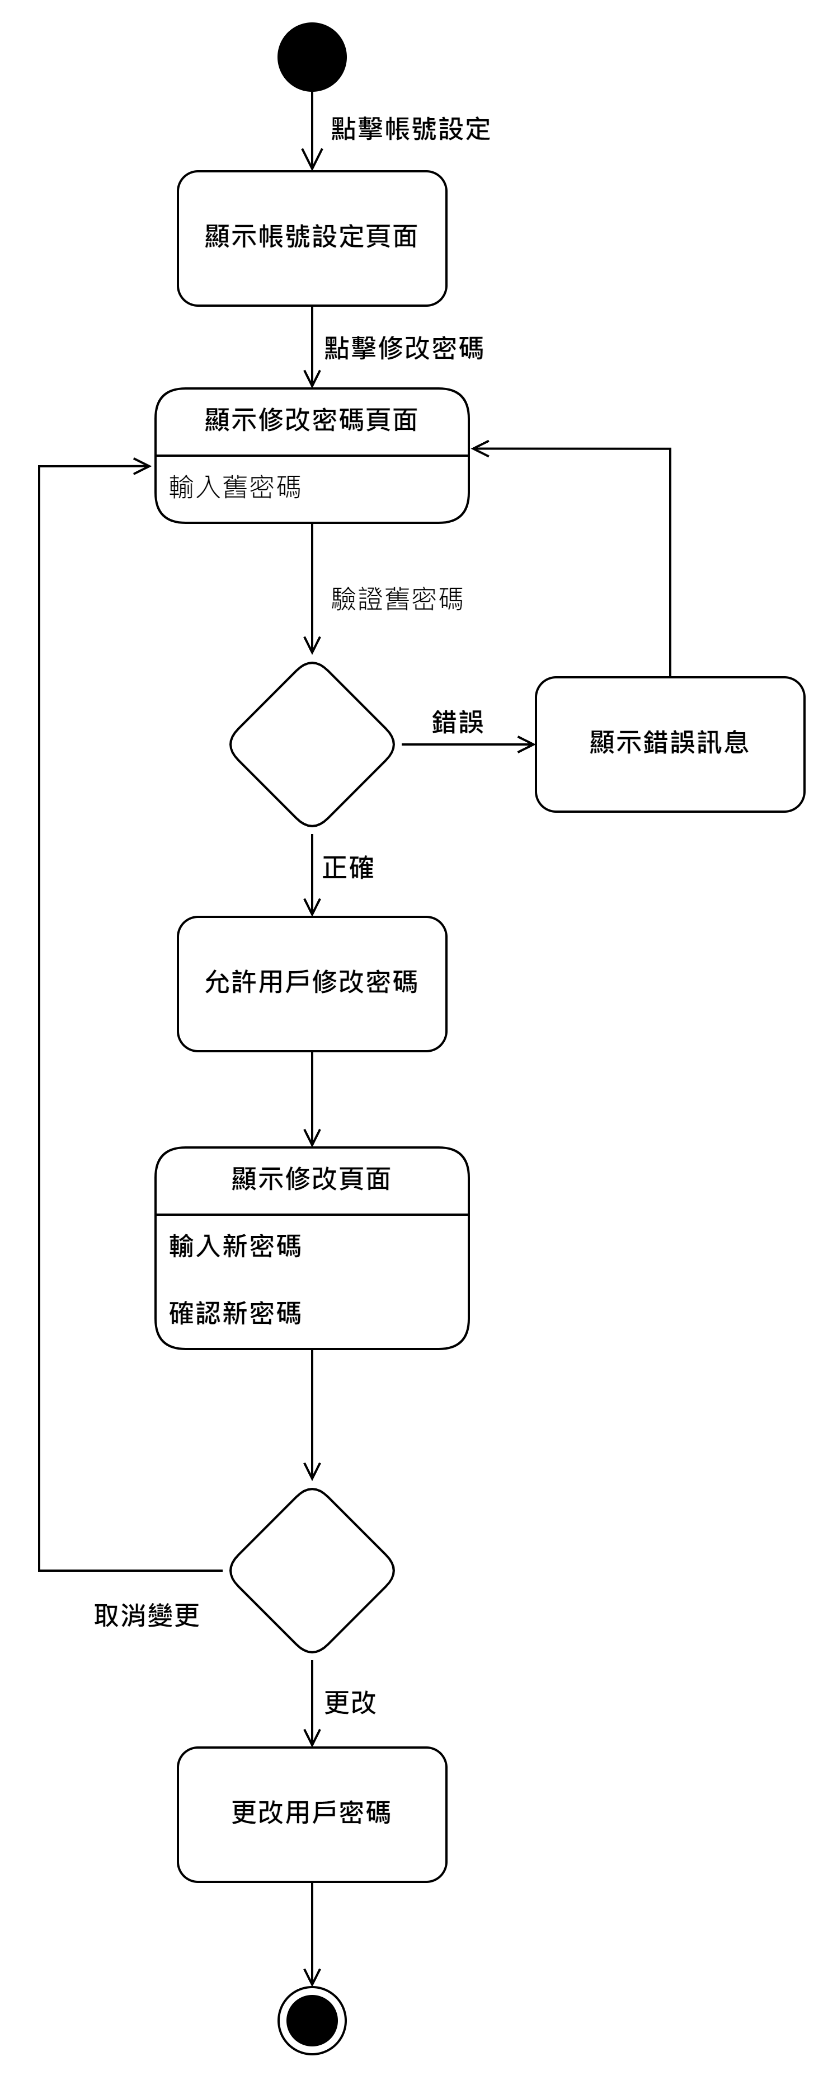 點擊帳號設定
顯示帳號設定頁面
點擊修改密碼
顯示修改密碼頁面
輸入舊密碼
驗證舊密碼
錯誤
顯示錯誤訊息
正確
允許用戶修改密碼
顯示修改頁面
輸入新密碼
確認新密碼
取消變更
更改
更改用戶密碼